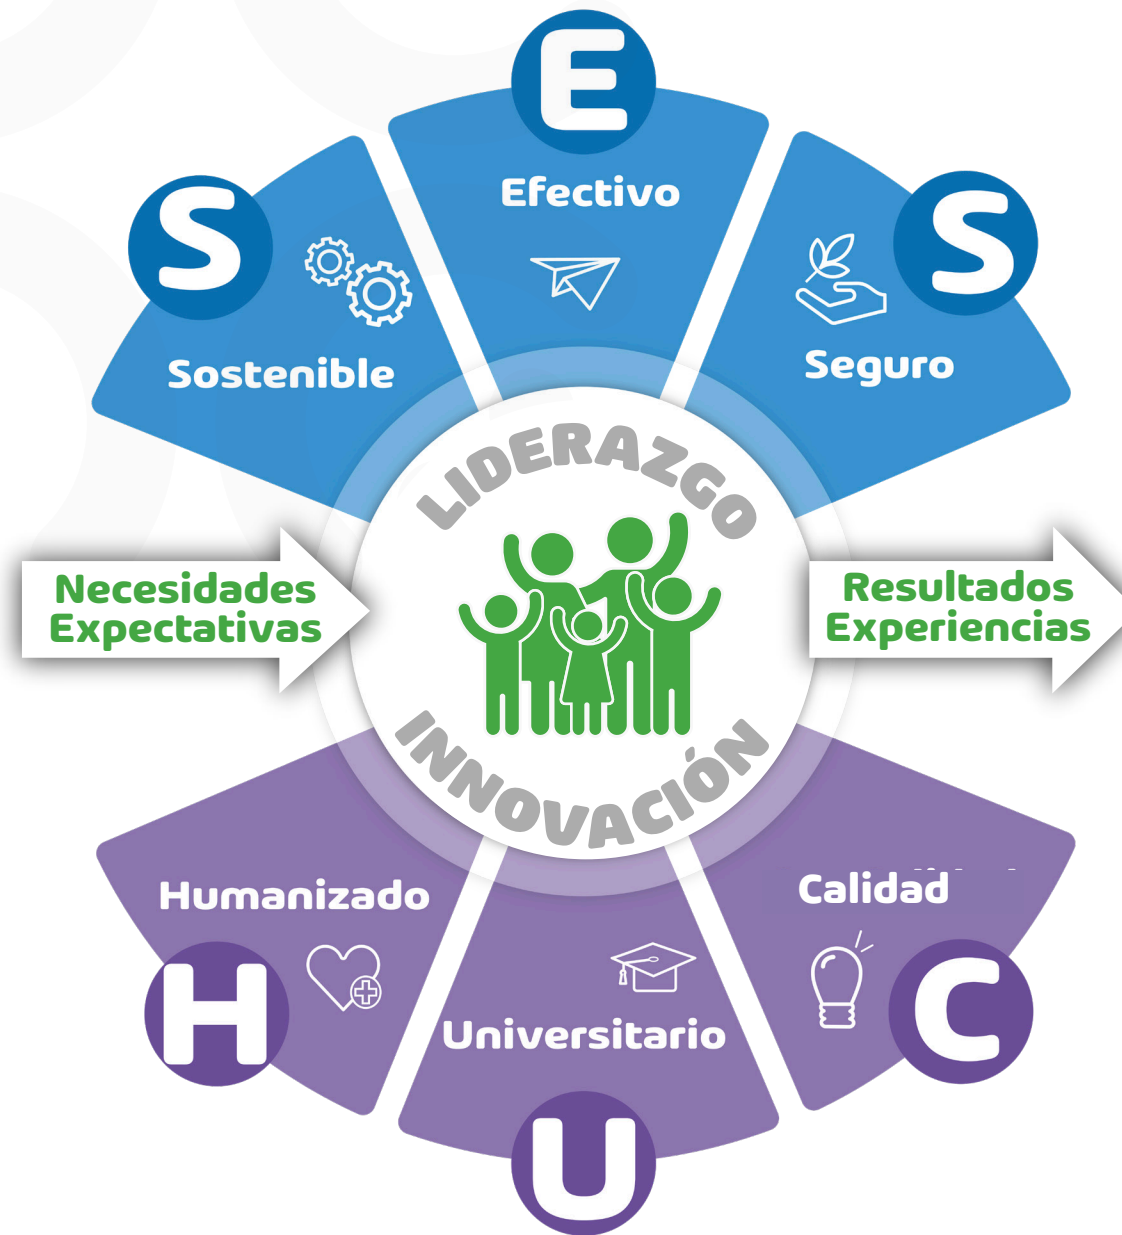 E
Efectivo
S
Sostenible
S
Seguro
LIDERAZGO
Necesidades
Expectativas
Resultados
Experiencias
INNOVACIÓN
Humanizado
H
Universitario
U
Calidad
C